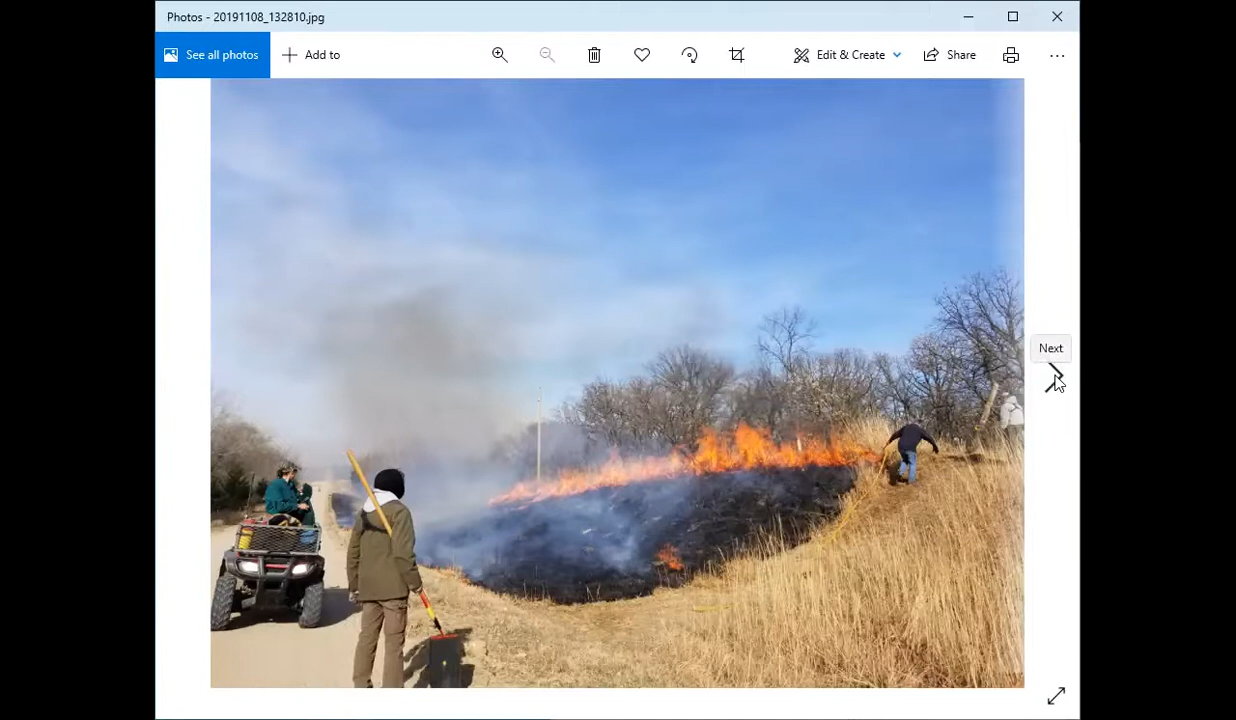 Photos - 20191108_132810.jpg
See all photos
Add to
Edit & Create
Share
Next